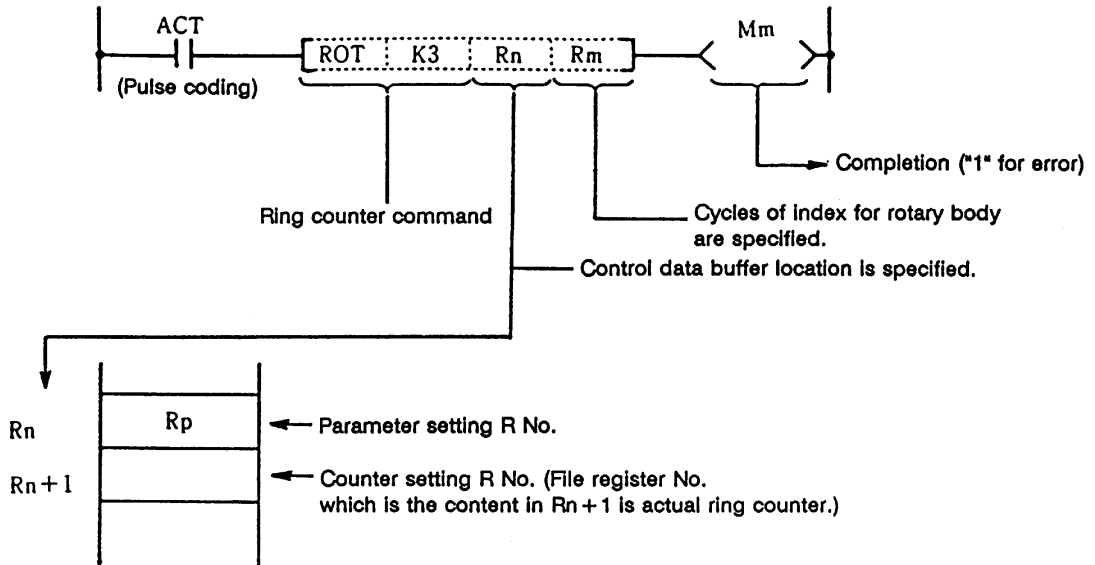 ACT
(Pulse coding)
ROT K3 Rn Rm
Mm
Completion ("1" for error)
Ring counter command
Cycles of index for rotary body
are specified.
Control data buffer location is specified.
Rn
Rp
Parameter setting R No.
Rn+1
Counter setting R No. (File register No.
which is the content in Rn+1 is actual ring counter.)